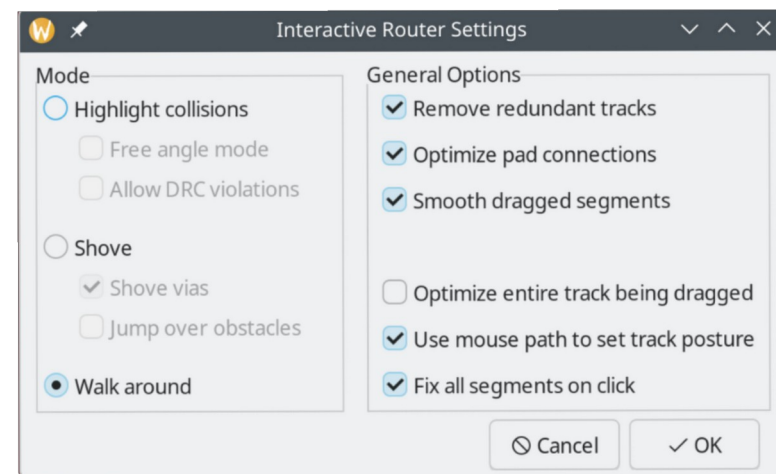 Interactive Router Settings
Mode
Highlight collisions
Free angle mode
Allow DRC violations
Shove
Shove vias
Jump over obstacles
Walk around
General Options
Remove redundant tracks
Optimize pad connections
Smooth dragged segments
Optimize entire track being dragged
Use mouse path to set track posture
Fix all segments on click
Cancel
OK